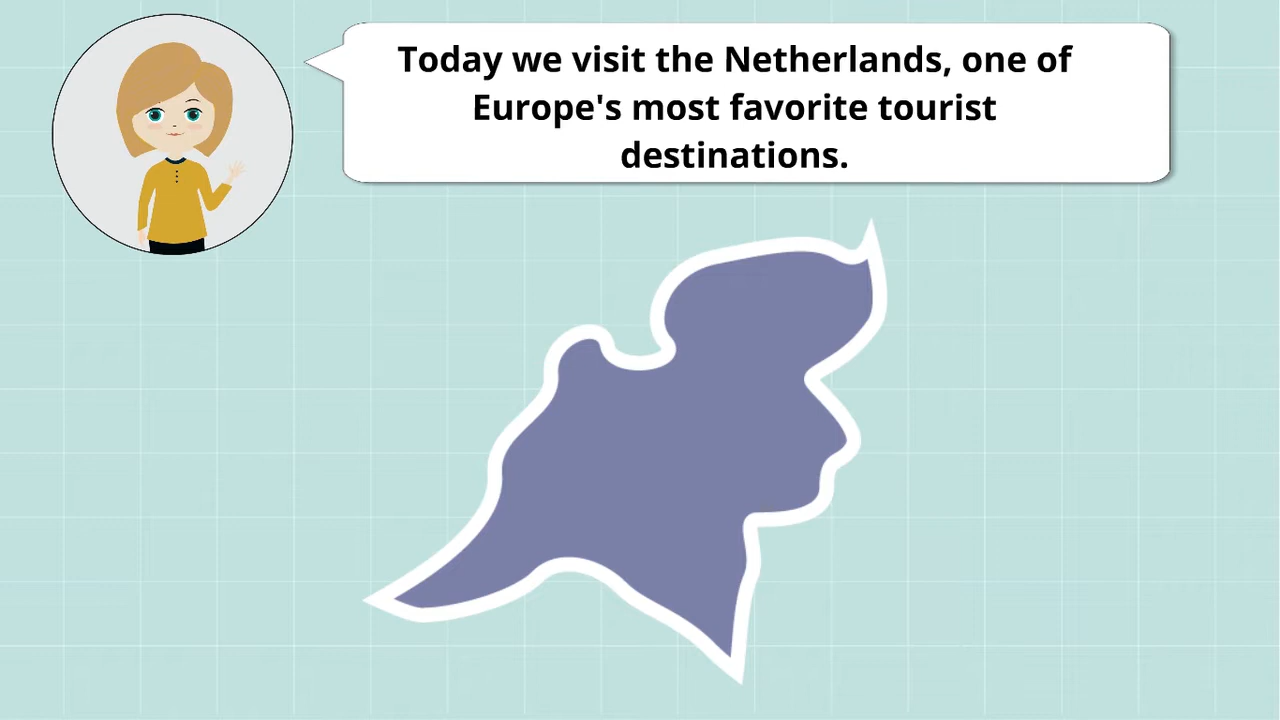 Today we visit the Netherlands, one of
Europe's most favorite tourist
destinations.